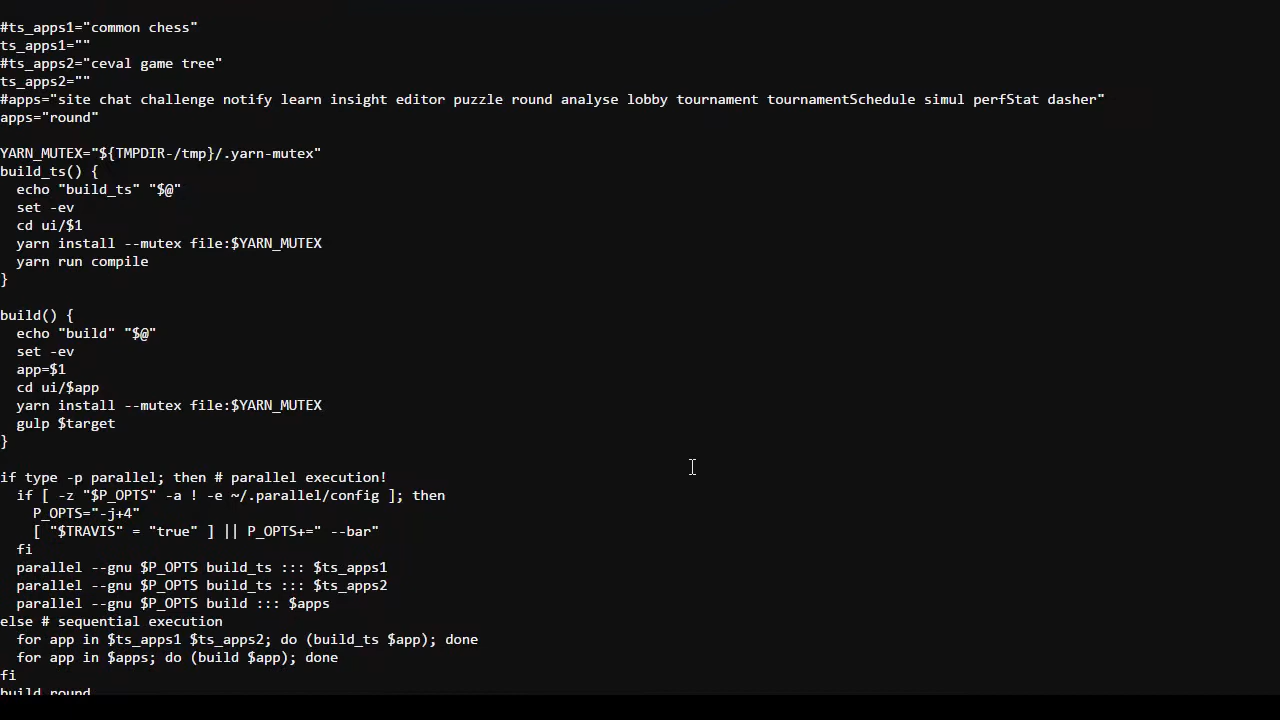 #ts_apps1="common chess"
ts_apps1=""
#ts_apps2="ceval game tree"
ts_apps2=""
#apps="site chat challenge notify learn insight editor puzzle round analyse lobby tournament tournamentSchedule simul perfStat dasher"
apps="round"

YARN_MUTEX="${TMPDIR-/tmp}/.yarn-mutex"
build_ts() {
  echo "build_ts" "$@"
  set -ev
  cd ui/$1
  yarn install --mutex file:$YARN_MUTEX
  yarn run compile
}

build() {
  echo "build" "$@"
  set -ev
  app=$1
  cd ui/$app
  yarn install --mutex file:$YARN_MUTEX
  gulp $target
}

if type -p parallel; then # parallel execution!
  if [ -z "$P_OPTS" -a ! -e ~/.parallel/config ]; then
    P_OPTS="-j+4"
    [ "$TRAVIS" = "true" ] || P_OPTS+=" --bar"
  fi
  parallel --gnu $P_OPTS build_ts ::: $ts_apps1
  parallel --gnu $P_OPTS build_ts ::: $ts_apps2
  parallel --gnu $P_OPTS build ::: $apps
else # sequential execution
  for app in $ts_apps1 $ts_apps2; do (build_ts $app); done
  for app in $apps; do (build $app); done
fi
build round